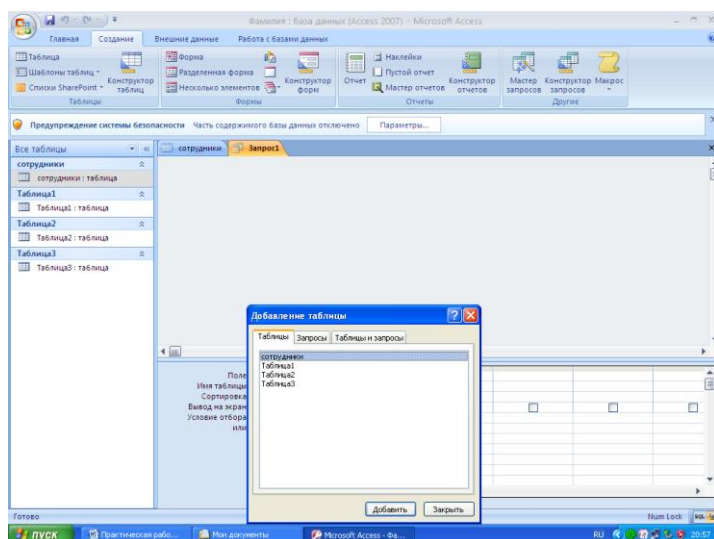 Фамилия : база данных (Access 2007) - Microsoft Access
Главная Создание Внешние данные Работа с базами данных
Таблица
Шаблоны таблиц
Списки SharePoint
Конструктор таблиц
Таблицы
Форма
Разделенная форма
Несколько элементов
Конструктор форм
Формы
Отчет
Наклейки
Пустой отчет
Мастер отчетов
Конструктор отчетов
Отчеты
Мастер запросов
Конструктор запросов
Макрос
Другие
Предупреждение системы безопасности Часть содержимого базы данных отключено Параметры...
Все таблицы
сотрудники
сотрудники : таблица
Таблица1
Таблица1 : таблица
Таблица2
Таблица2 : таблица
Таблица3
Таблица3 : таблица
сотрудники Запрос1
Добавление таблицы
Таблицы Запросы Таблицы и запросы
сотрудники
Таблица1
Таблица2
Таблица3
Добавить Закрыть
Поле
Имя таблицы
Сортировка
Вывод на экран
Условие отбора
или
Готово Num Lock SQL
пуск Практическая рабо... Мои документы Microsoft Access - Фа... RU 20:57